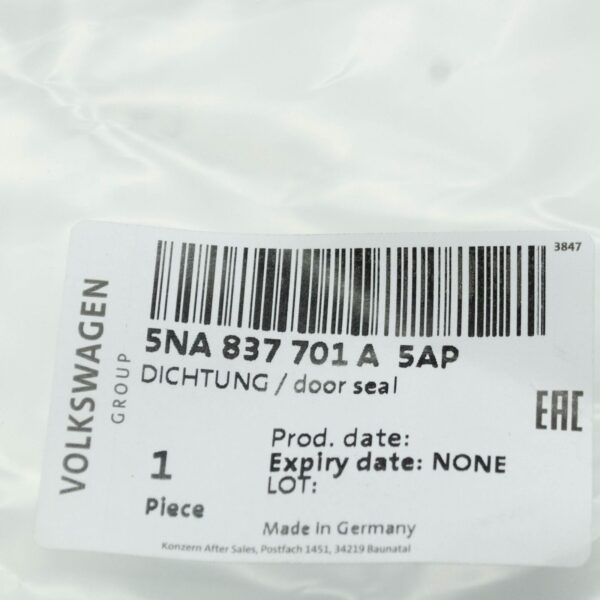 3847
5NA 837 701 A 5AP
DICHTUNG / door seal
VOLKSWAGEN
GROUP
EAC
1
Piece
Prod. date:
Expiry date: NONE
LOT:
Made In Germany
Konzern After Sales, Postfach 1451, 34219 Baunatal